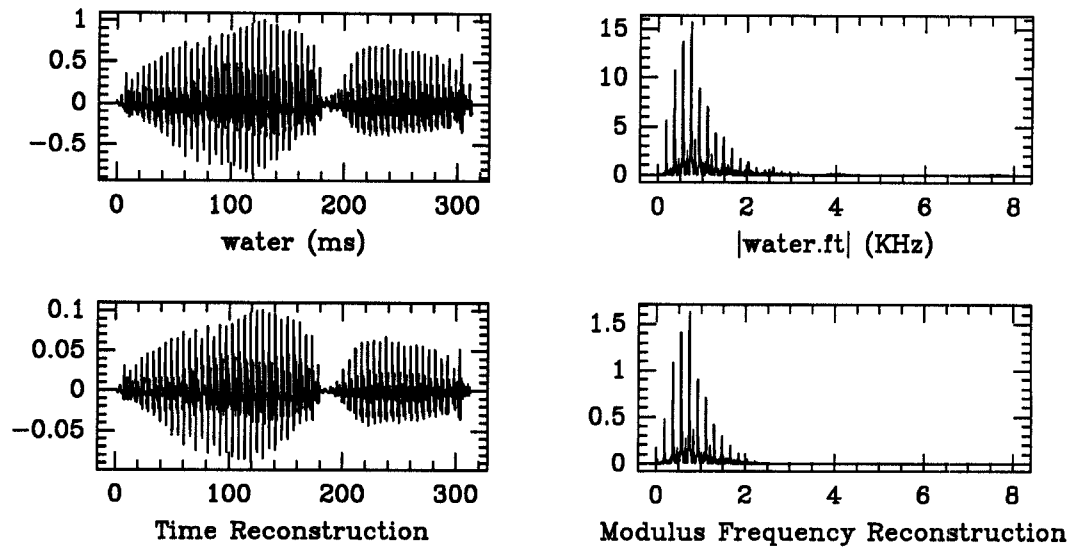 1
0.5
0
−0.5
0 100 200 300
water (ms)
15
10
5
0
0 2 4 6 8
|water.ft| (KHz)
0.1
0.05
0
−0.05
0 100 200 300
Time Reconstruction
1.5
1
0.5
0
0 2 4 6 8
Modulus Frequency Reconstruction